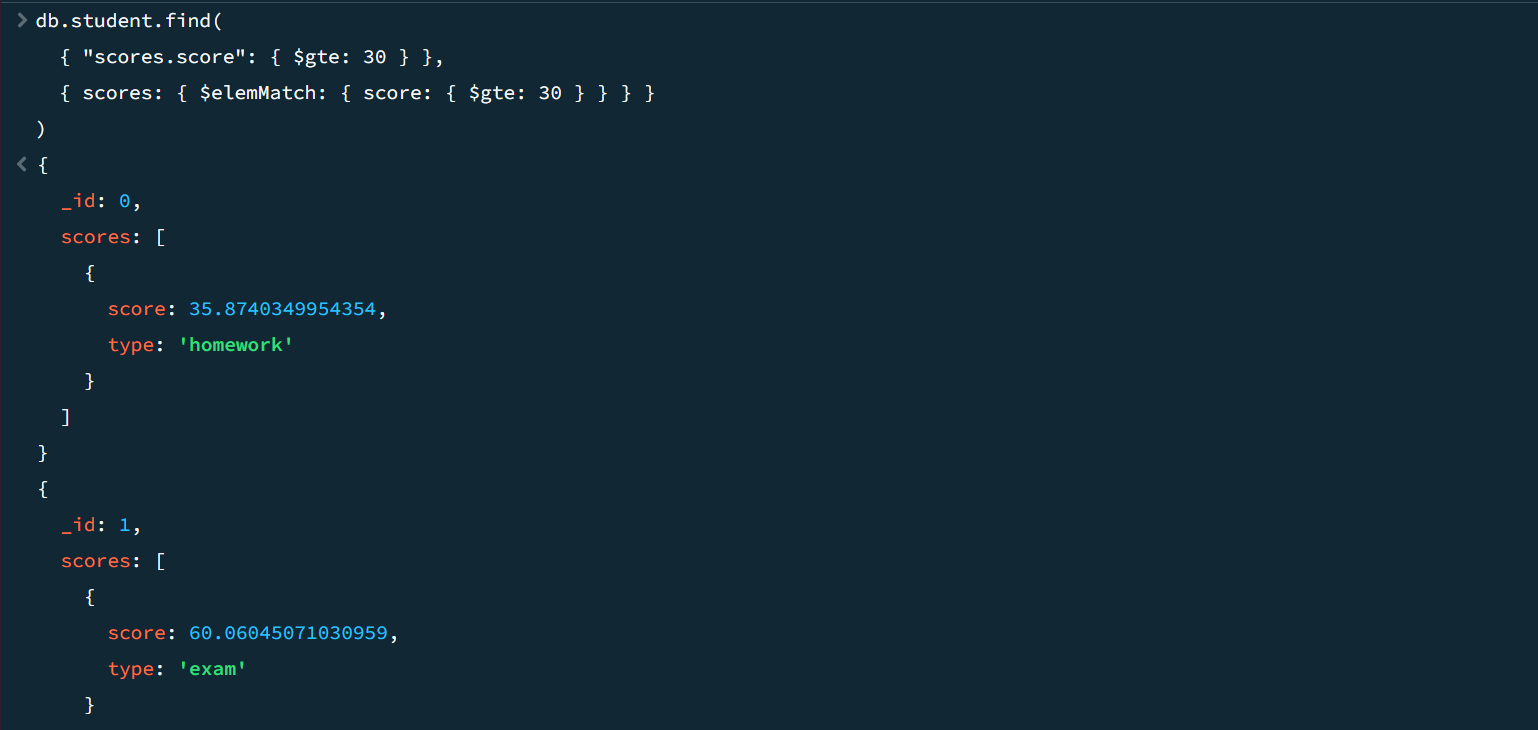 > db.student.find(
{ "scores.score": { $gte: 30 } },
{ scores: { $elemMatch: { score: { $gte: 30 } } } }
)
< {
_id: 0,
scores: [
{
score: 35.8740349954354,
type: 'homework'
}
]
}
{
_id: 1,
scores: [
{
score: 60.06045071030959,
type: 'exam'
}